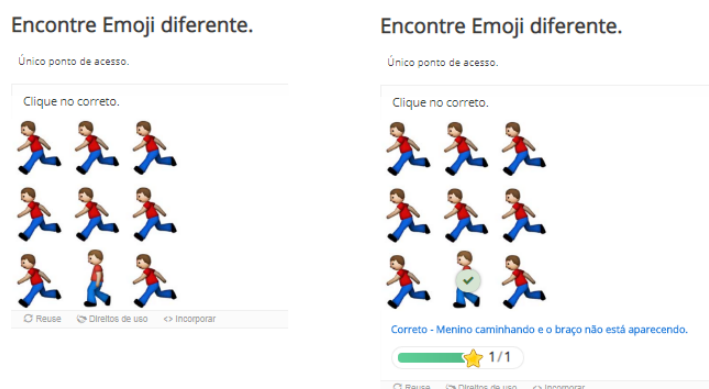 Encontre Emoji diferente.
Único ponto de acesso.
Clique no correto.
Reuse Direitos de uso <> Incorporar
Encontre Emoji diferente.
Único ponto de acesso.
Clique no correto.
Correto - Menino caminhando e o braço não está aparecendo.
1/1
Reuse Direitos de uso <> Incorporar